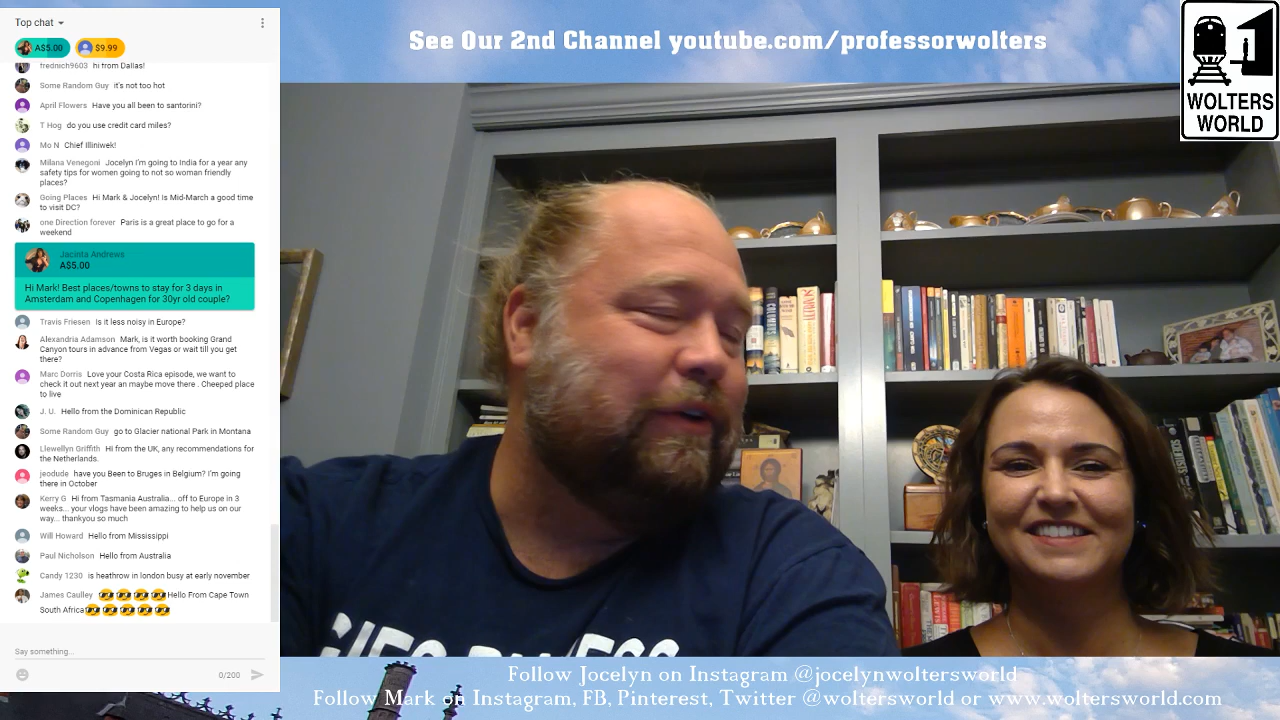 Top chat
A$5.00
$9.99
See Our 2nd Channel youtube.com/professorwolters
WOLTERS
WORLD
frednich9603 hi from Dallas!
Some Random Guy it's not too hot
April Flowers Have you all been to santorini?
T Hog do you use credit card miles?
Mo N Chief Illiniwek!
Milana Venegoni Jocelyn I'm going to India for a year any
safety tips for women going to not so woman friendly
places?
Going Places Hi Mark & Jocelyn! Is Mid-March a good time
to visit DC?
one Direction forever Paris is a great place to go for a
weekend
Jacinta Andrews
A$5.00
Hi Mark! Best places/towns to stay for 3 days in
Amsterdam and Copenhagen for 30yr old couple?
Travis Friesen Is it less noisy in Europe?
Alexandria Adamson Mark, is it worth booking Grand
Canyon tours in advance from Vegas or wait till you get
there?
Marc Dorris Love your Costa Rica episode, we want to
check it out next year an maybe move there . Cheeped place
to live
J. U. Hello from the Dominican Republic
Some Random Guy go to Glacier national Park in Montana
Llewellyn Griffith Hi from the UK, any recommendations for
the Netherlands.
jeodude have you Been to Bruges in Belgium? I'm going
there in October
Kerry G Hi from Tasmania Australia... off to Europe in 3
weeks... your vlogs have been amazing to help us on our
way... thankyou so much
Will Howard Hello from Mississippi
Paul Nicholson Hello from Australia
Candy 1230 is heathrow in london busy at early november
James Caulley Hello From Cape Town
South Africa
Say something...
0/200
Follow Jocelyn on Instagram @jocelynwoltersworld
Follow Mark on Instagram, FB, Pinterest, Twitter @woltersworld or www.woltersworld.com